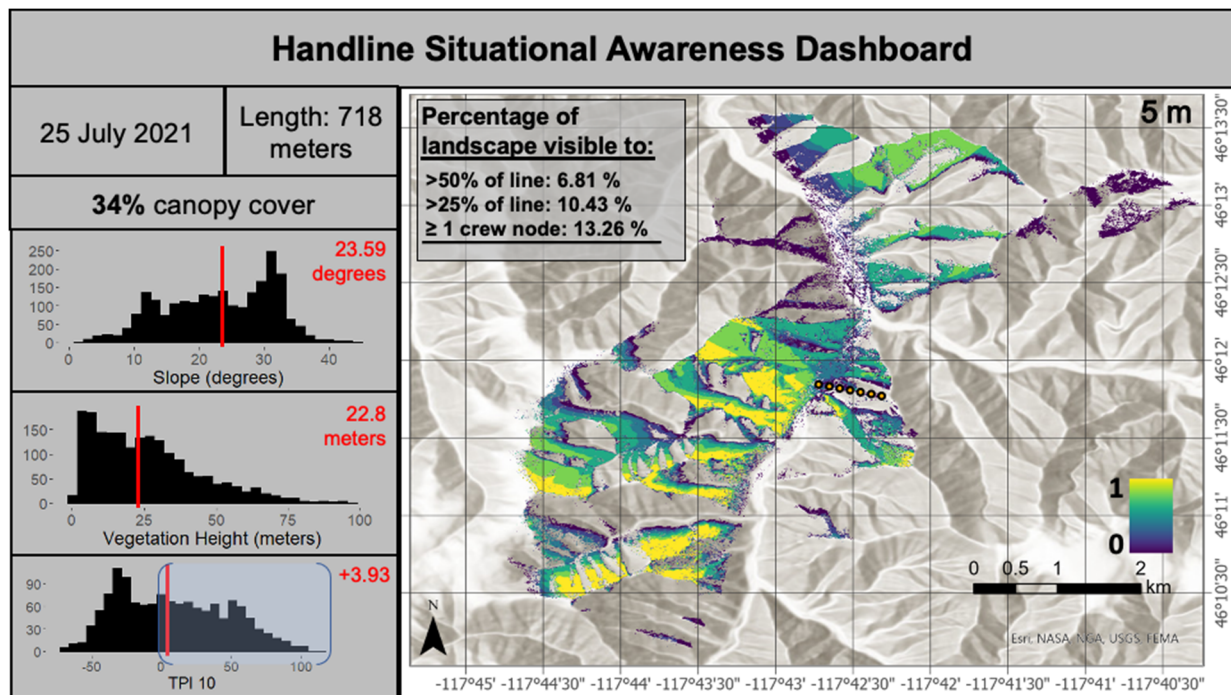 Handline Situational Awareness Dashboard
25 July 2021
Length: 718
meters
34% canopy cover
23.59
degrees
250
200
150
100
50
0
0 20 30 40
10
Slope (degrees)
22.8
meters
150
100
50
0
0 25 50 75 100
Vegetation Height (meters)
+3.93
90
60
30
0
-50 0 50 100
TPI 10
Percentage of
landscape visible to:
>50% of line: 6.81 %
>25% of line: 10.43 %
≥ 1 crew node: 13.26 %
5 m
46°13'30"
46°13'
46°12'30"
46°12'
46°11'30"
46°11'
46°10'30"
1
0
0 0.5 1 2
km
N
Esri, NASA, NGA, USGS, FEMA
-117°45' -117°44'30" -117°44' -117°43'30" -117°43' -117°42'30" -117°42' -117°41'30" -117°41' -117°40'30"